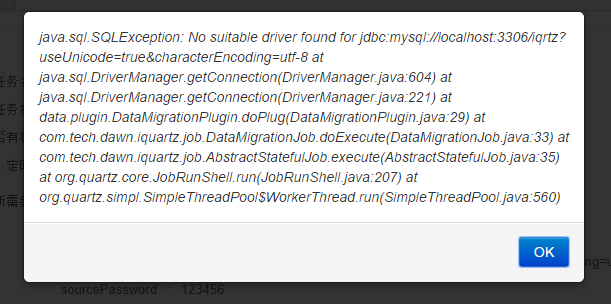 java.sql.SQLException: No suitable driver found for jdbc:mysql://localhost:3306/iqrtz?
useUnicode=true&characterEncoding=utf-8 at
java.sql.DriverManager.getConnection(DriverManager.java:604) at
java.sql.DriverManager.getConnection(DriverManager.java:221) at
data.plugin.DataMigrationPlugin.doPlug(DataMigrationPlugin.java:29) at
com.tech.dawn.iquartz.job.DataMigrationJob.doExecute(DataMigrationJob.java:33) at
com.tech.dawn.iquartz.job.AbstractStatefulJob.execute(AbstractStatefulJob.java:35)
at org.quartz.core.JobRunShell.run(JobRunShell.java:207) at
org.quartz.simpl.SimpleThreadPool$WorkerThread.run(SimpleThreadPool.java:560)
OK
sourcePassword : 123456